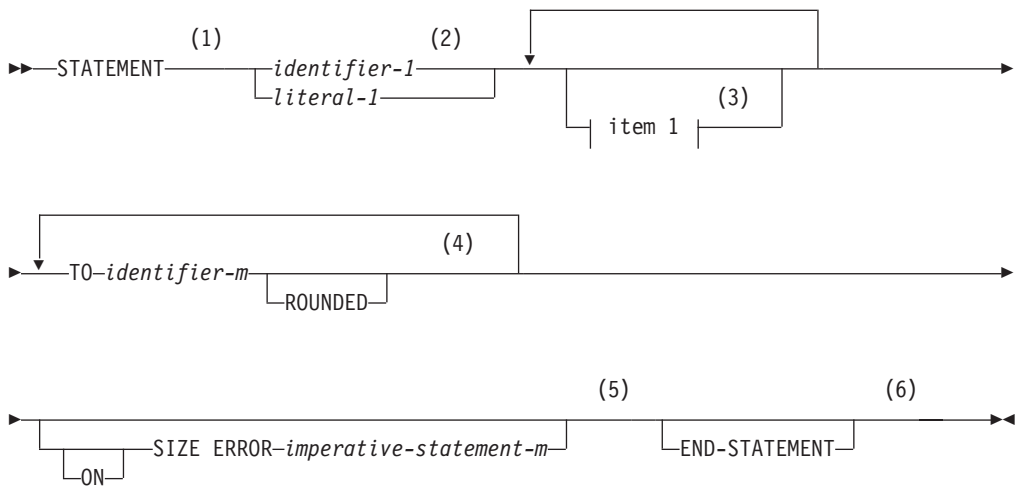 (1) (2)
STATEMENT identifier-1
literal-1 (3)
item 1
(4)
TO identifier-m
ROUNDED
(5) (6)
SIZE ERROR imperative-statement-m END-STATEMENT
ON